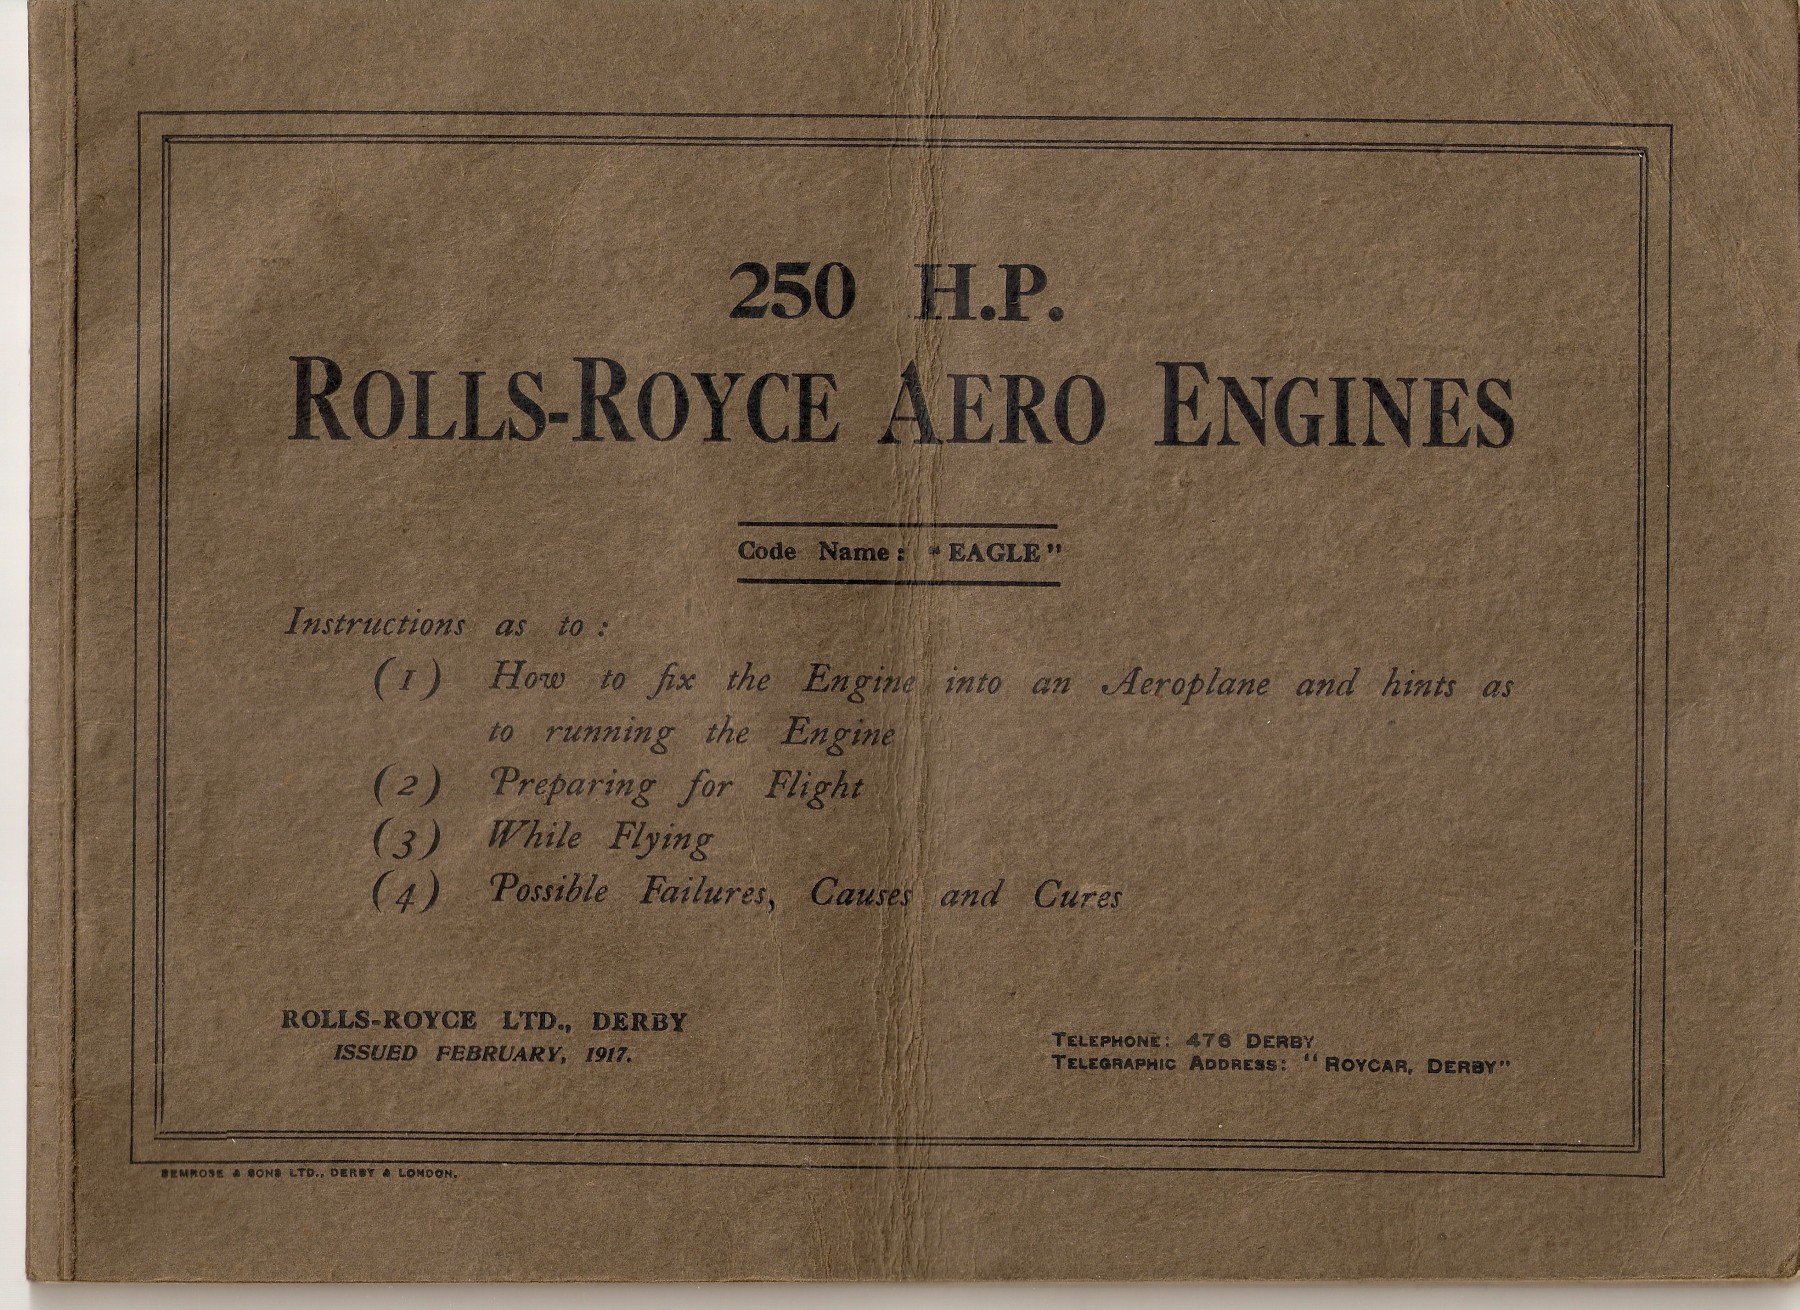 250 H.P.
ROLLS-ROYCE AERO ENGINES
Code Name: "EAGLE"
Instructions as to:
(1) How to fix the Engine into an Aeroplane and hints as
to running the Engine
(2) Preparing for Flight
(3) While Flying
(4) Possible Failures, Causes and Cures
ROLLS-ROYCE LTD., DERBY
ISSUED FEBRUARY, 1917.
TELEPHONE: 476 DERBY
TELEGRAPHIC ADDRESS: "ROYCAR, DERBY"
BEMROSE & SONS LTD., DERBY & LONDON.